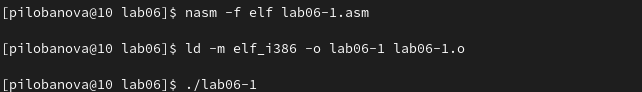 [pilobanova@10 lab06]$ nasm -f elf lab06-1.asm
[pilobanova@10 lab06]$ ld -m elf_i386 -o lab06-1 lab06-1.o
[pilobanova@10 lab06]$ ./lab06-1